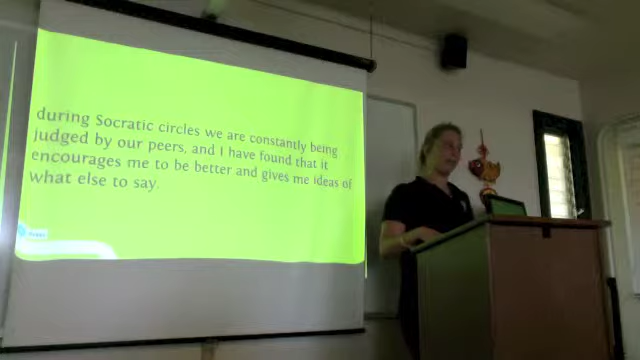 during Socratic circles we are constantly being
judged by our peers, and I have found that it
encourages me to be better and gives me ideas of
what else to say.